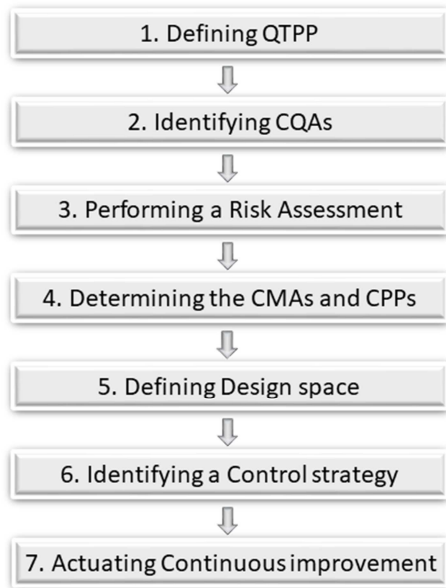 1. Defining QTPP
2. Identifying CQAs
3. Performing a Risk Assessment
4. Determining the CMAs and CPPs
5. Defining Design space
6. Identifying a Control strategy
7. Actuating Continuous improvement